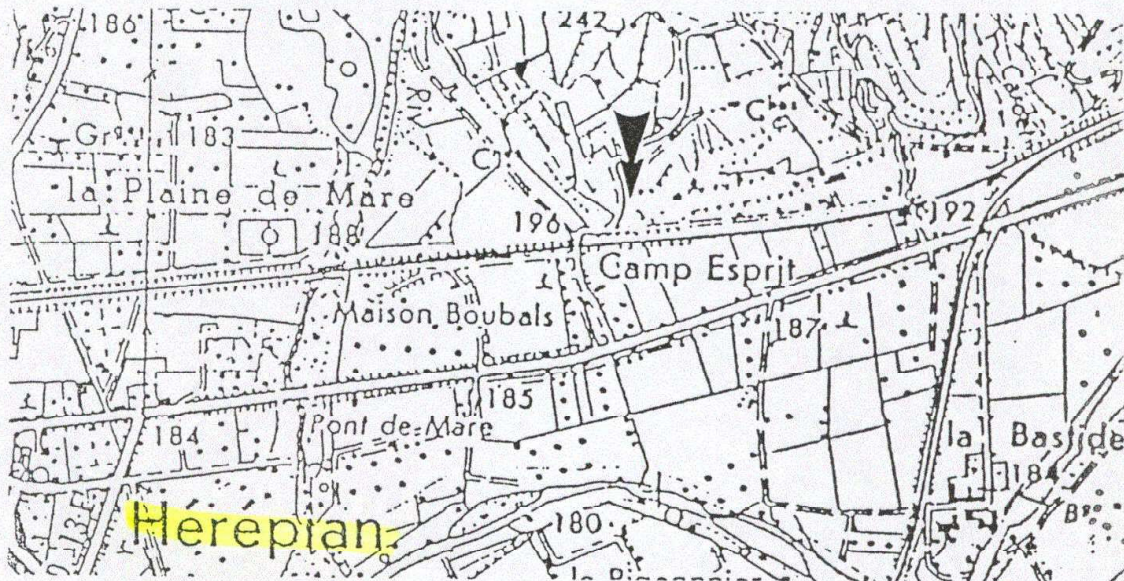 186
242
183
la Plaine de Mare
188
196
192
Camp Esprit
Maison Boubals
187
185
Pont de Mare
184
la Bastide
184
Herepian
180